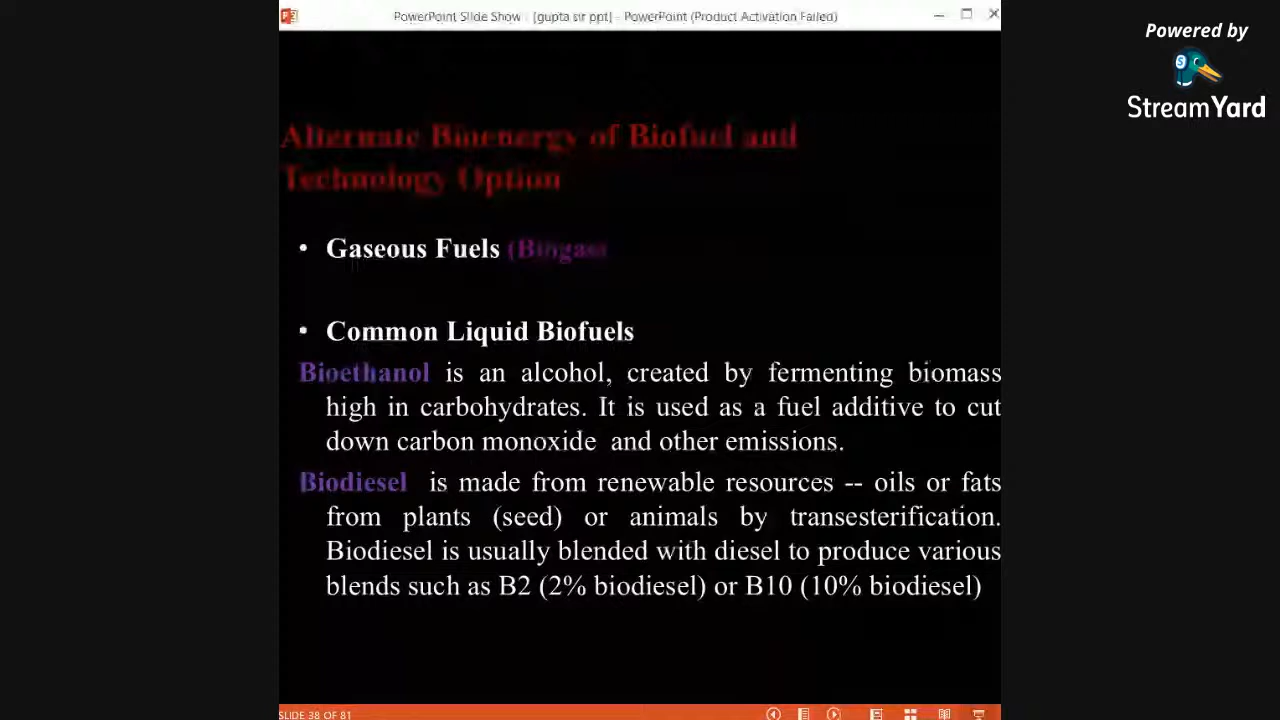 PowerPoint Slide Show - [gupta sir ppt] - PowerPoint (Product Activation Failed)
Powered by
StreamYard
Alternate Bioenergy of Biofuel and
Technology Option
• Gaseous Fuels (Biogas)
• Common Liquid Biofuels
Bioethanol is an alcohol, created by fermenting biomass
high in carbohydrates. It is used as a fuel additive to cut
down carbon monoxide and other emissions.
Biodiesel is made from renewable resources -- oils or fats
from plants (seed) or animals by transesterification.
Biodiesel is usually blended with diesel to produce various
blends such as B2 (2% biodiesel) or B10 (10% biodiesel)
SLIDE 38 OF 81